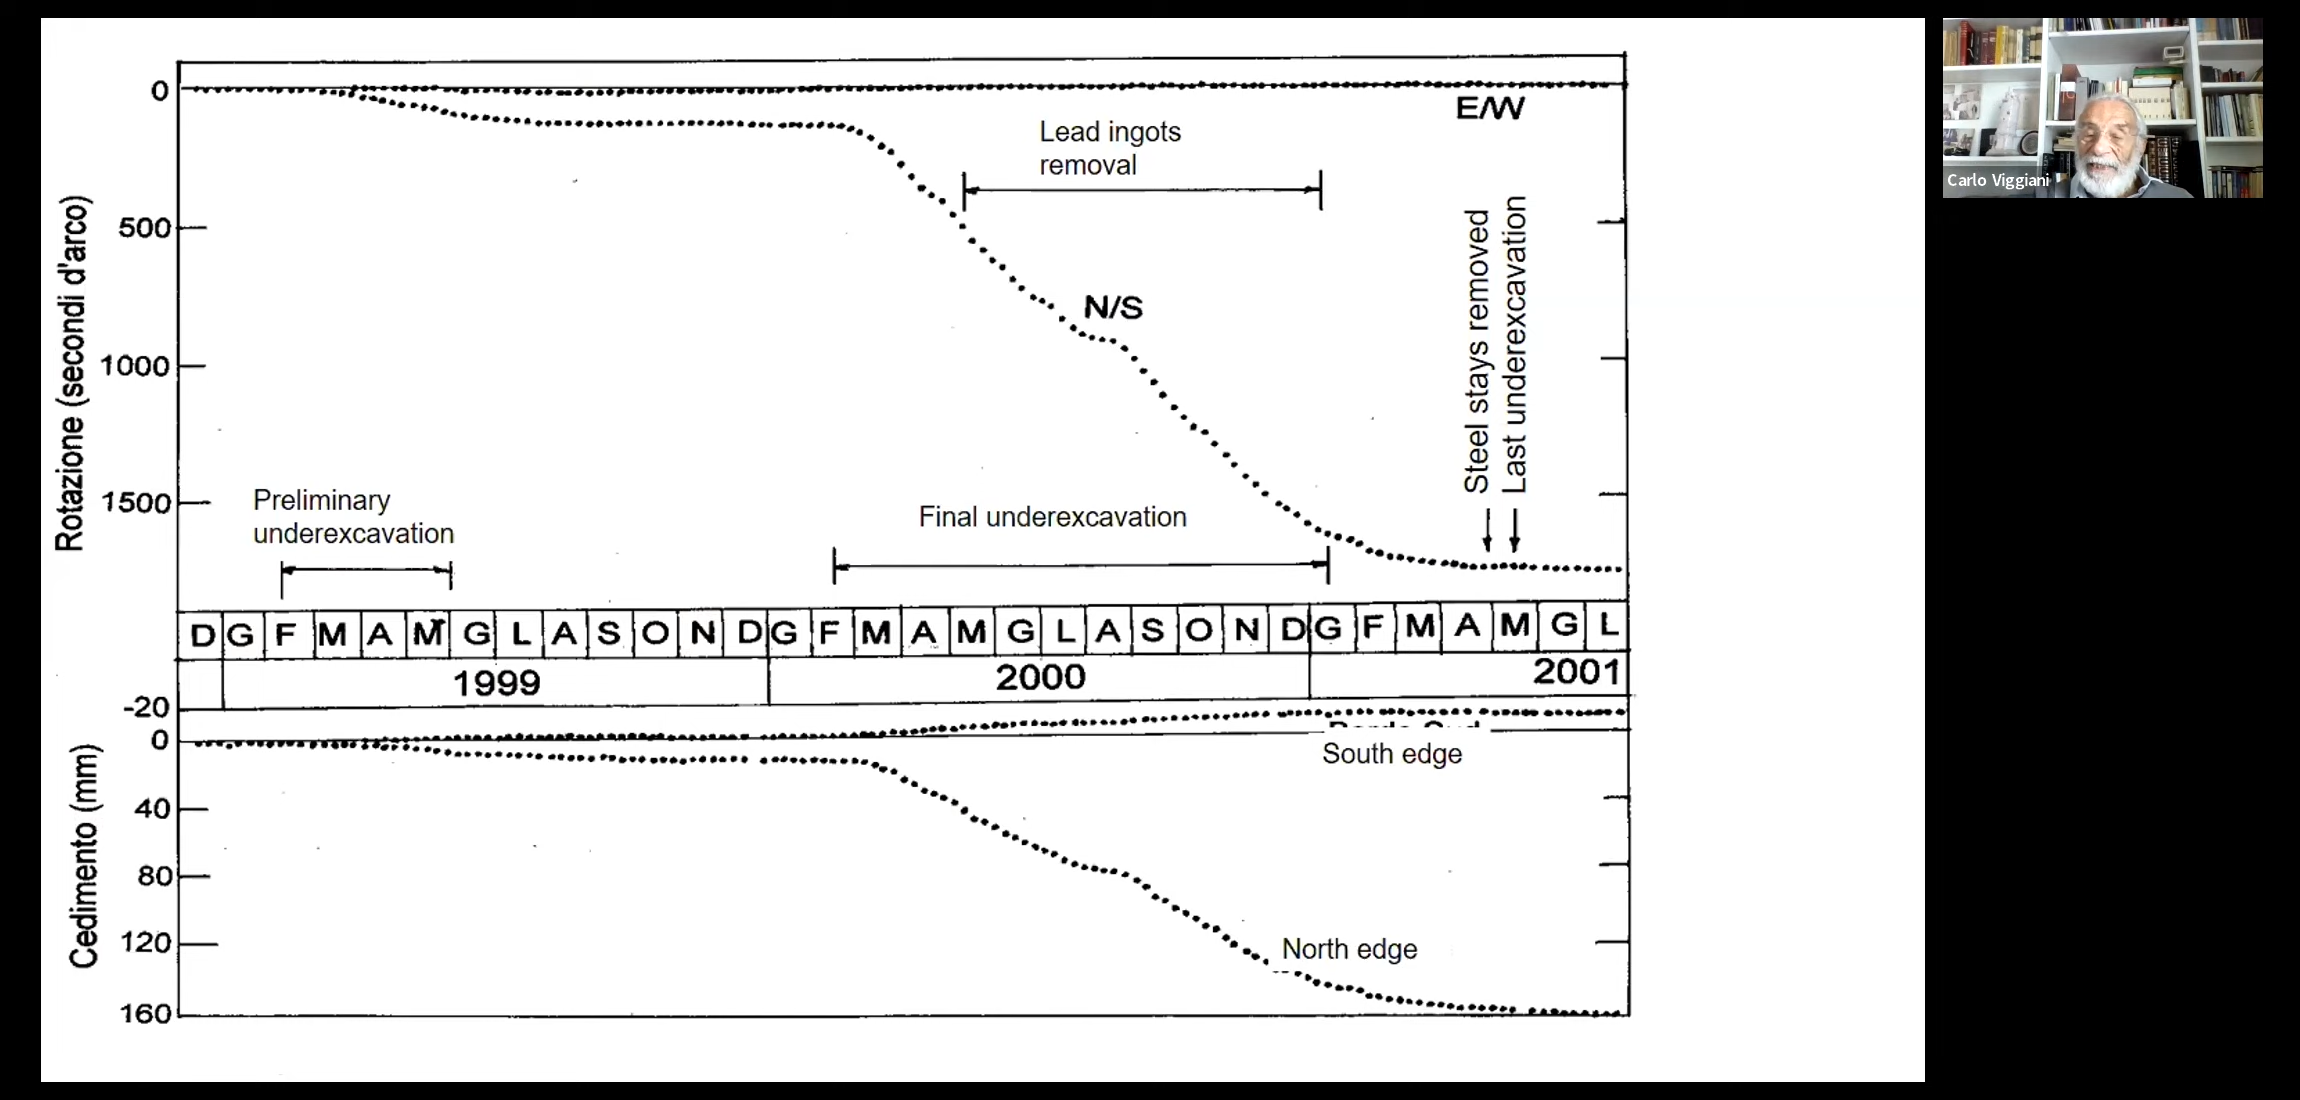 Rotazione (secondi d'arco)
0
500
1000
1500
E/W
Lead ingots
removal
N/S
Steel stays removed
Last underexcavation
Preliminary
underexcavation
Final underexcavation
D G F M A M G L A S O N D G F M A M G L A S O N D G F M A M G L
1999 2000 2001
Cedimento (mm)
-20
0
40
80
120
160
South edge
North edge
Carlo Viggiani